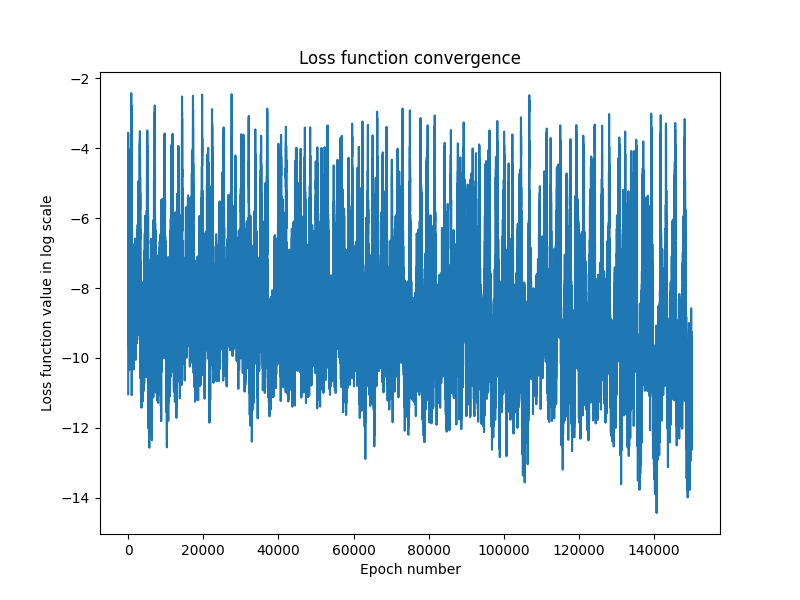 Loss function convergence
Loss function value in log scale
−2
−4
−6
−8
−10
−12
−14
0 20000 40000 60000 80000 100000 120000 140000
Epoch number